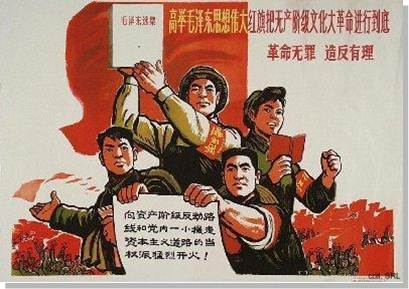 毛泽东选集
高举毛泽东思想伟大红旗把无产阶级文化大革命进行到底
革命无罪 造反有理
向资产阶级反动路
线和党内一小撮走
资本主义道路的当
权派猛烈开火！